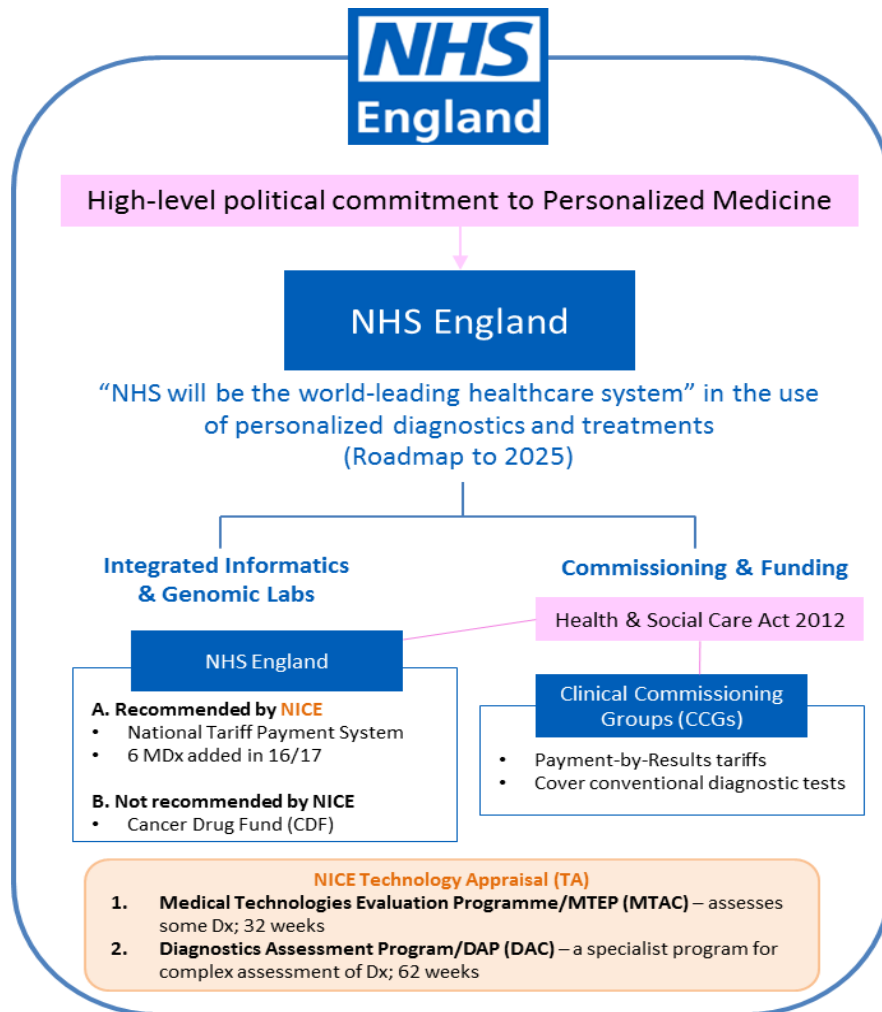 NHS
England
High-level political commitment to Personalized Medicine
NHS England
“NHS will be the world-leading healthcare system” in the use
of personalized diagnostics and treatments
(Roadmap to 2025)
Integrated Informatics
& Genomic Labs
Commissioning & Funding
Health & Social Care Act 2012
NHS England
A. Recommended by NICE
• National Tariff Payment System
• 6 MDx added in 16/17
B. Not recommended by NICE
• Cancer Drug Fund (CDF)
Clinical Commissioning
Groups (CCGs)
• Payment-by-Results tariffs
• Cover conventional diagnostic tests
NICE Technology Appraisal (TA)
1. Medical Technologies Evaluation Programme/MTEP (MTAC) – assesses
some Dx; 32 weeks
2. Diagnostics Assessment Program/DAP (DAC) – a specialist program for
complex assessment of Dx; 62 weeks